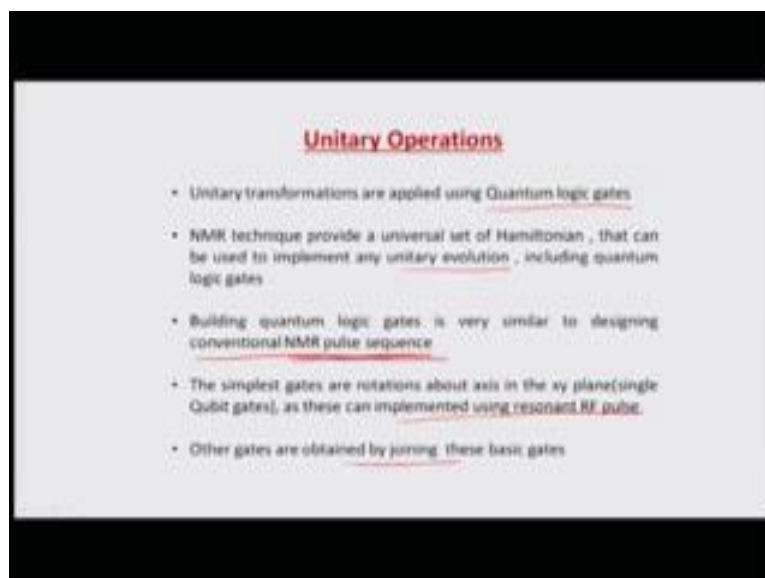 Unitary Operations
• Unitary transformations are applied using Quantum logic gates
• NMR technique provide a universal set of Hamiltonian , that can
be used to implement any unitary evolution , including quantum
logic gates
• Building quantum logic gates is very similar to designing
conventional NMR pulse sequence
• The simplest gates are rotations about axis in the xy plane(single
Qubit gates), as these can implemented using resonant RF pulse.
• Other gates are obtained by joining these basic gates